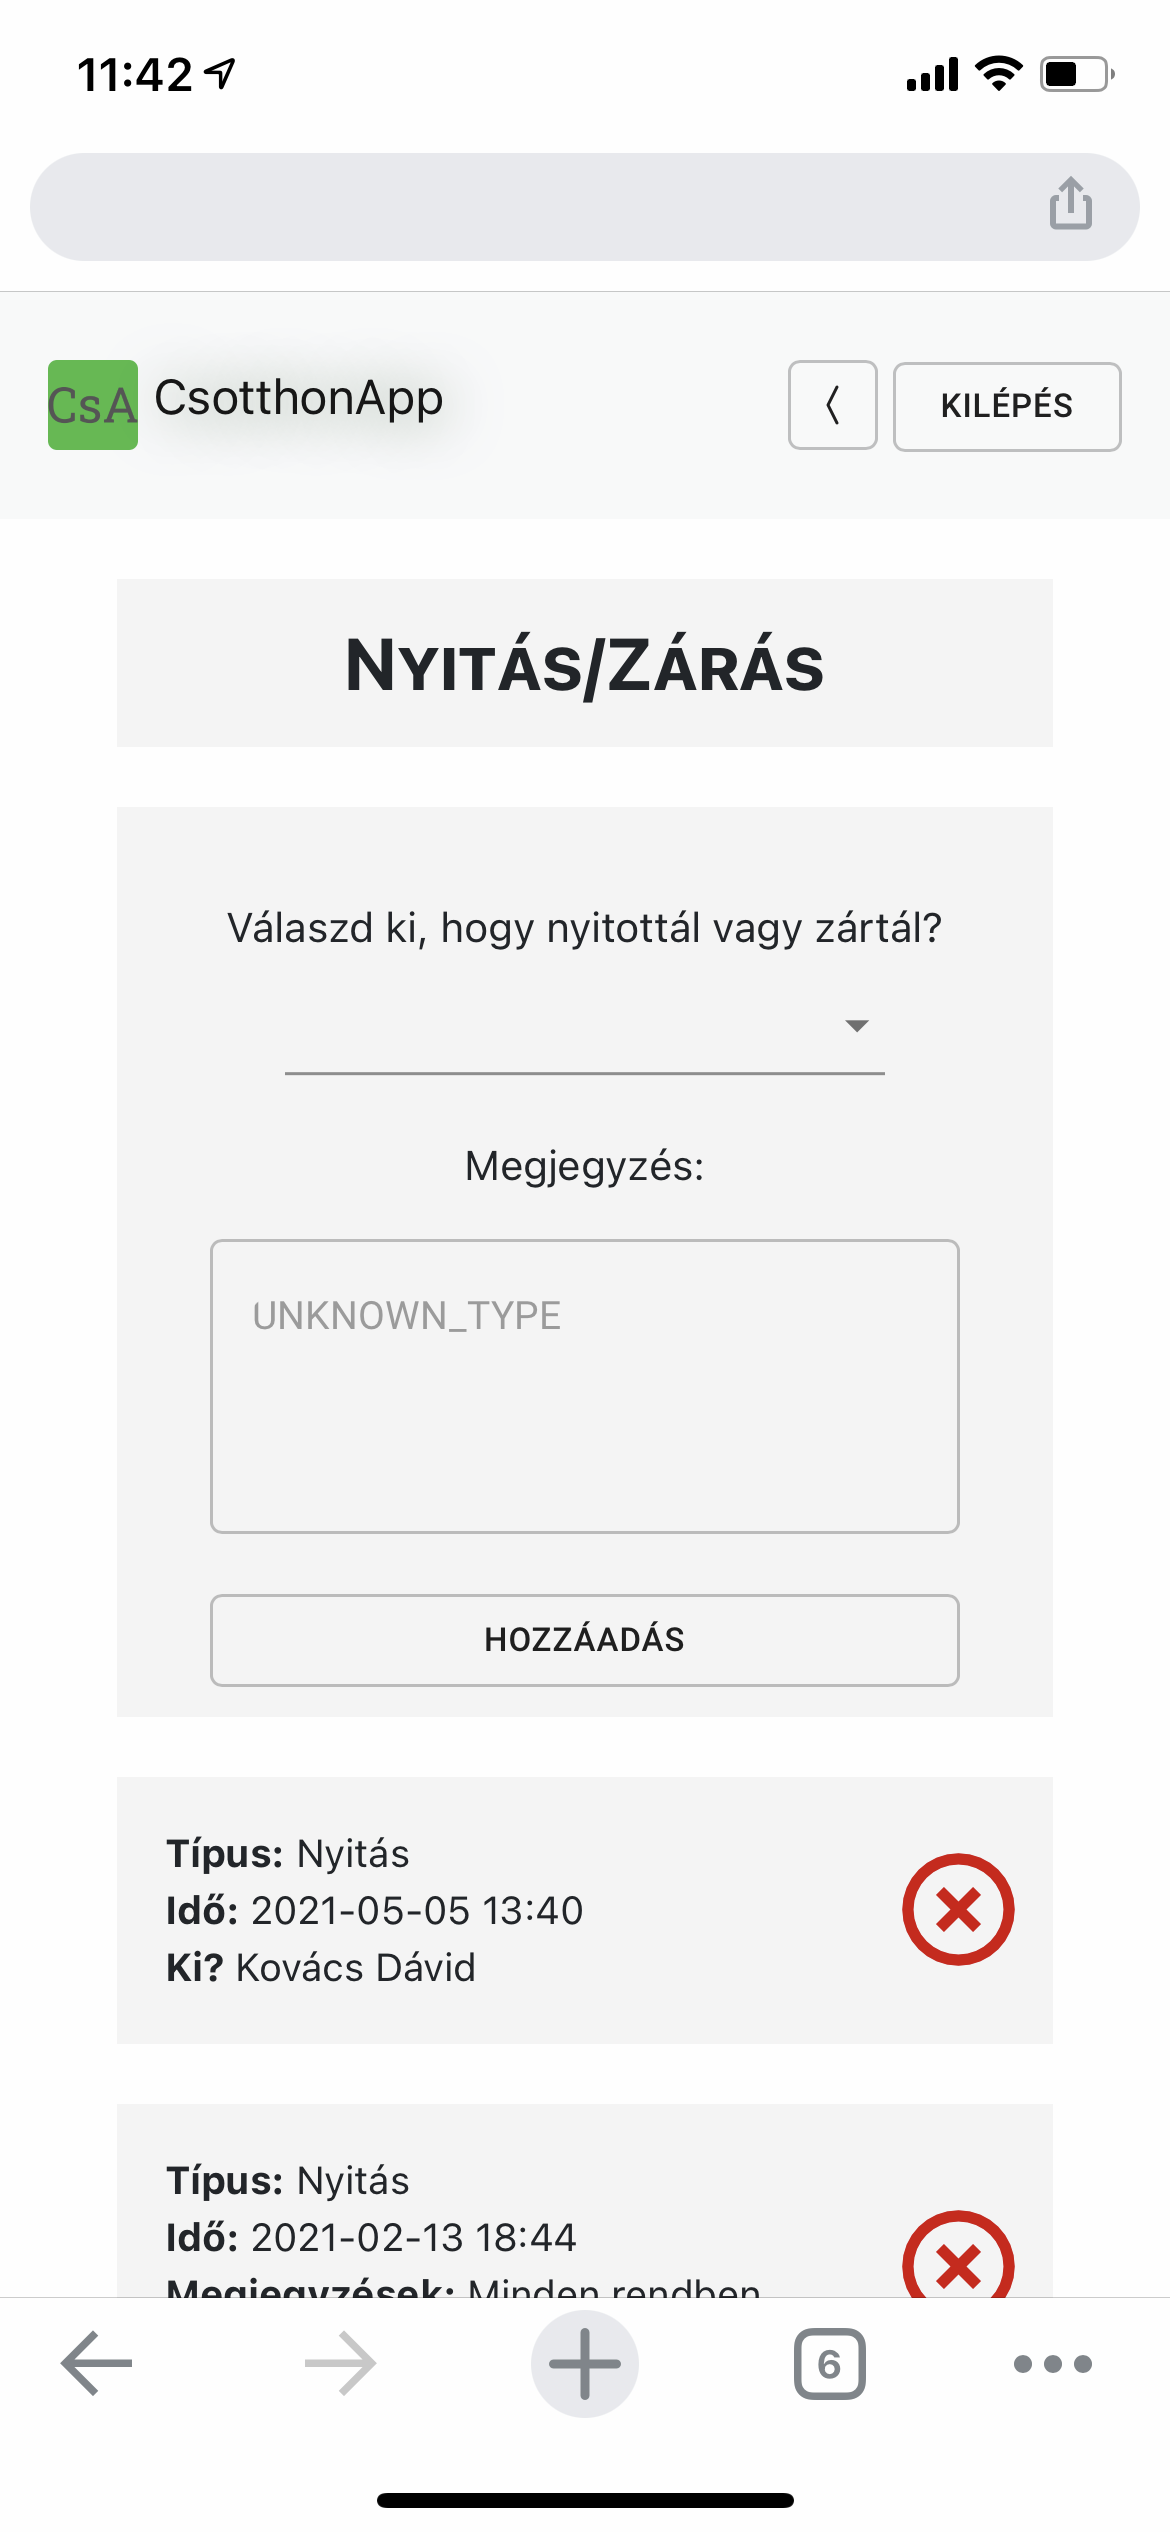 11:42
CsA CsotthonApp
〈 KILÉPÉS
NYITÁS/ZÁRÁS
Válaszd ki, hogy nyitottál vagy zártál?
Megjegyzés:
UNKNOWN_TYPE
HOZZÁADÁS
Típus: Nyitás
Idő: 2021-05-05 13:40
Ki? Kovács Dávid
Típus: Nyitás
Idő: 2021-02-13 18:44
Megjegyzések: Minden rendben
6